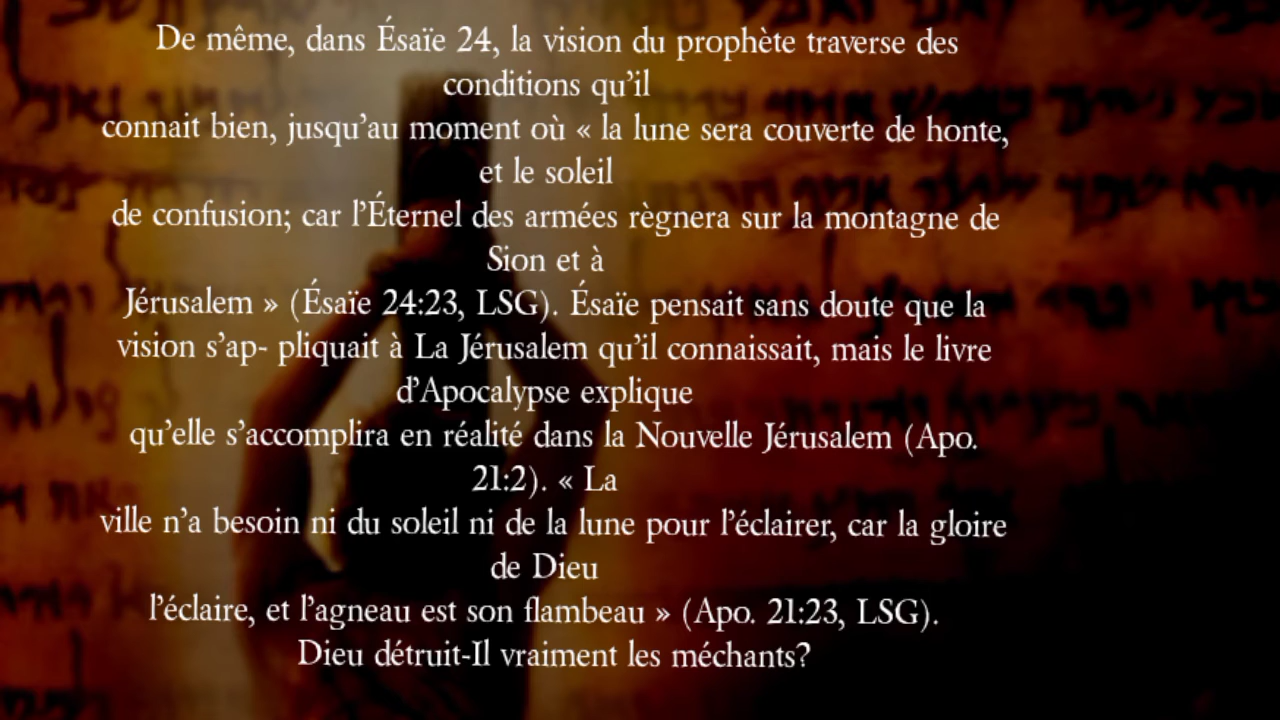 De même, dans Ésaïe 24, la vision du prophète traverse des
conditions qu’il
connait bien, jusqu’au moment où « la lune sera couverte de honte,
et le soleil
de confusion; car l’Éternel des armées règnera sur la montagne de
Sion et à
Jérusalem » (Ésaïe 24:23, LSG). Ésaïe pensait sans doute que la
vision s’ap- pliquait à La Jérusalem qu’il connaissait, mais le livre
d’Apocalypse explique
qu’elle s’accomplira en réalité dans la Nouvelle Jérusalem (Apo.
21:2). « La
ville n’a besoin ni du soleil ni de la lune pour l’éclairer, car la gloire
de Dieu
l’éclaire, et l’agneau est son flambeau » (Apo. 21:23, LSG).
Dieu détruit-Il vraiment les méchants?